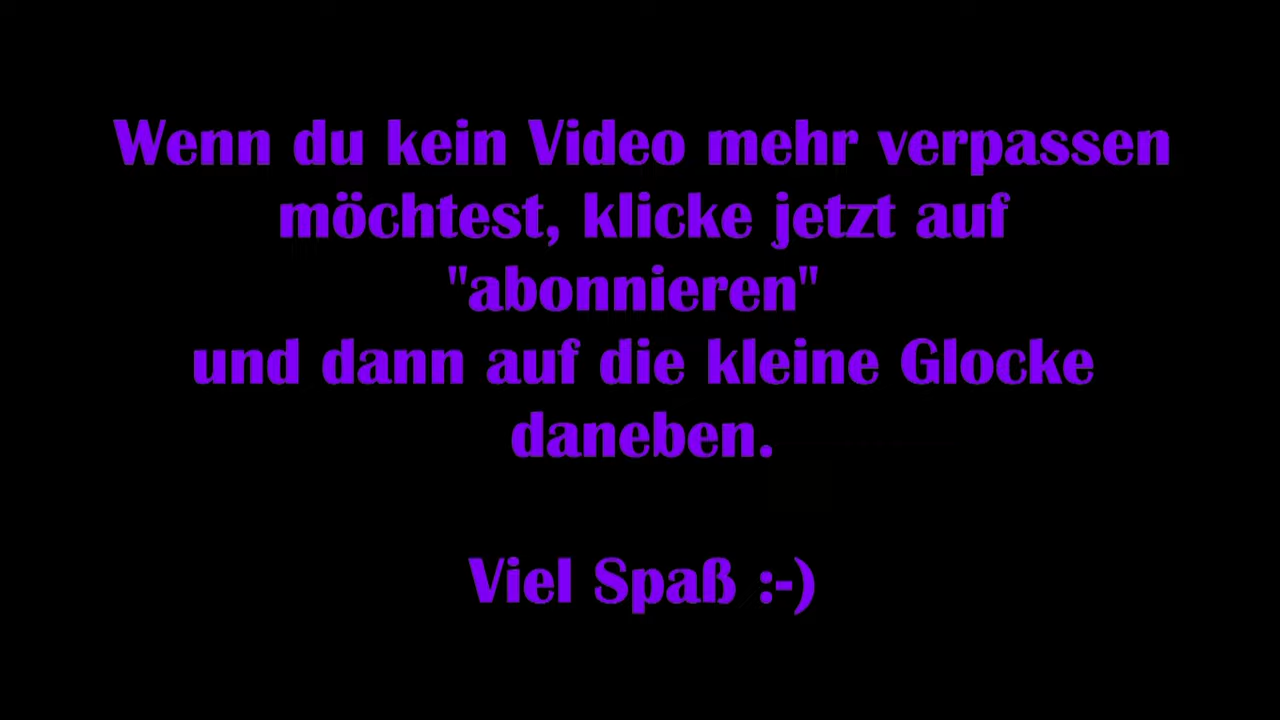 Wenn du kein Video mehr verpassen
möchtest, klicke jetzt auf
"abonnieren"
und dann auf die kleine Glocke
daneben.
Viel Spaß :-)